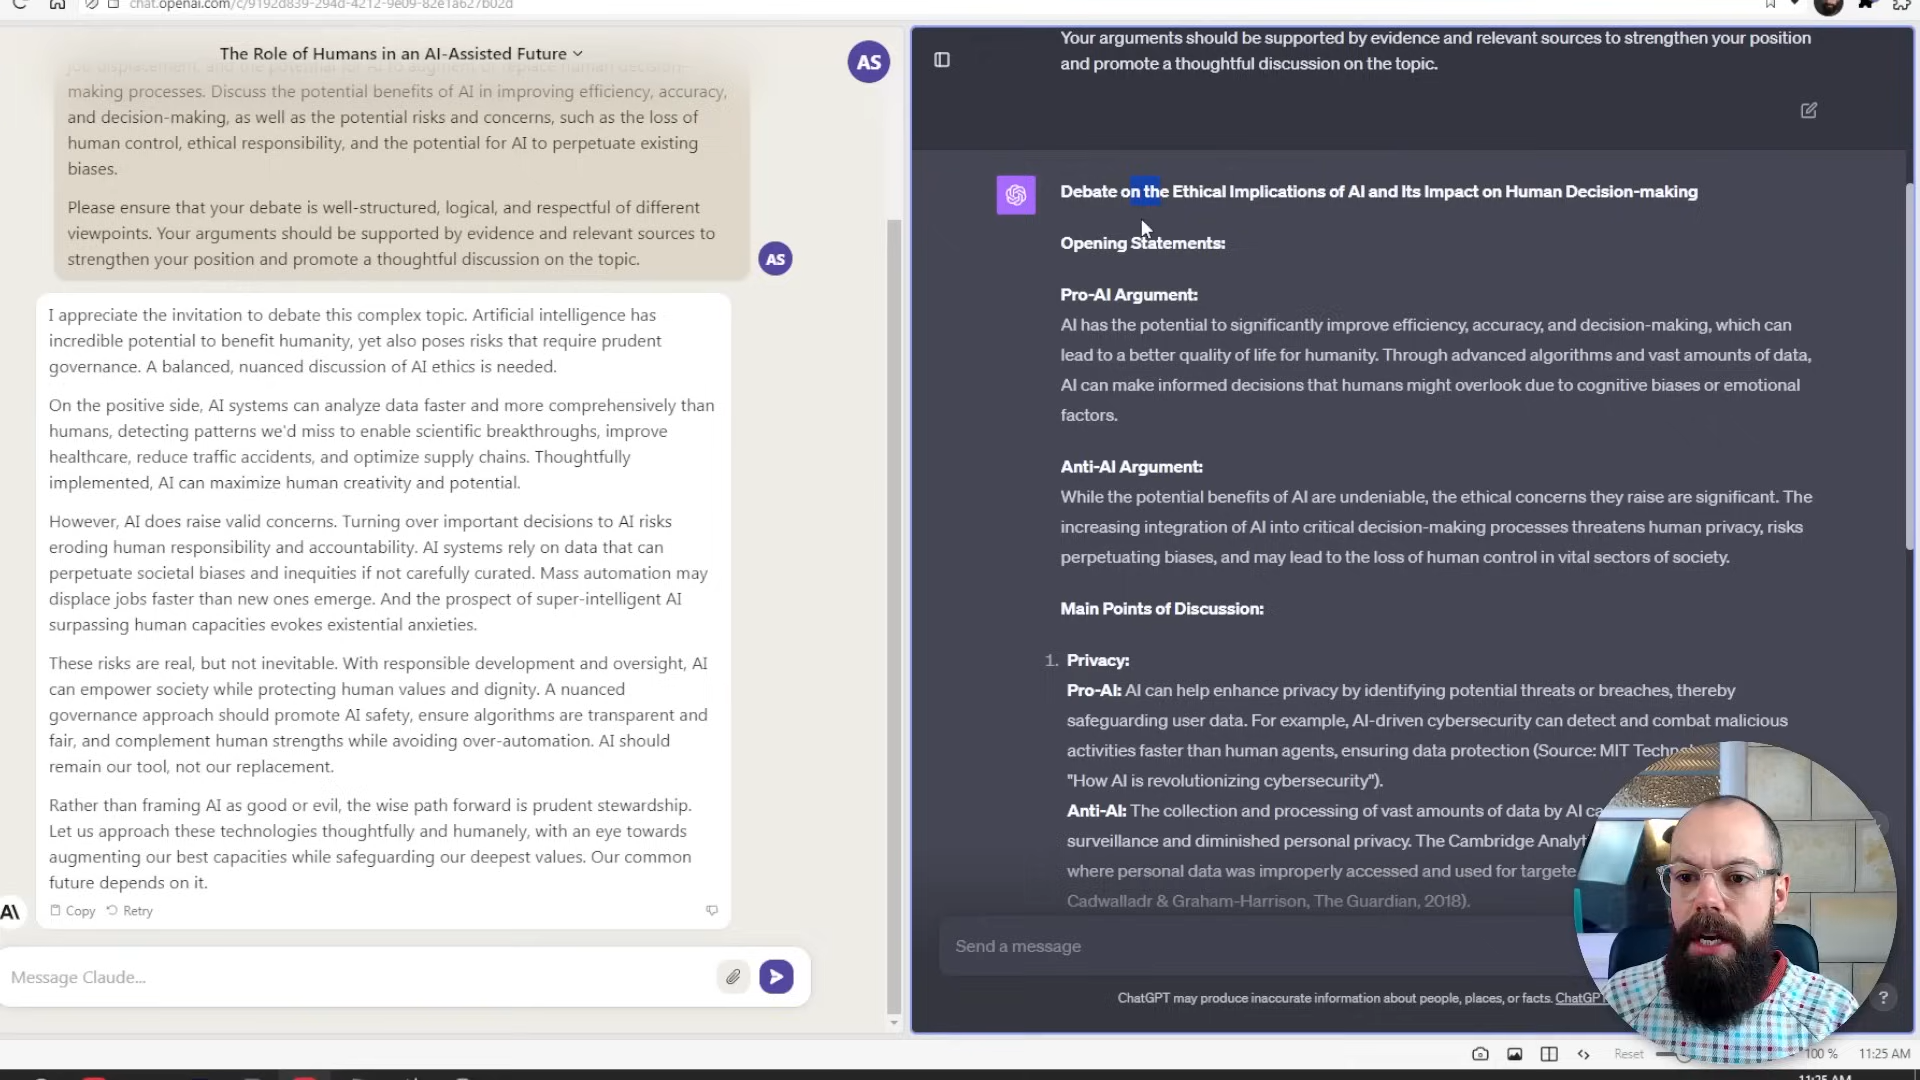 chat.openai.com/c/9192d839-294d-4212-9e09-82e1a627b02d
The Role of Humans in an AI-Assisted Future
AS
job displacement, and the potential for AI to augment or replace human decision-
making processes. Discuss the potential benefits of AI in improving efficiency, accuracy,
and decision-making, as well as the potential risks and concerns, such as the loss of
human control, ethical responsibility, and the potential for AI to perpetuate existing
biases.
Please ensure that your debate is well-structured, logical, and respectful of different
viewpoints. Your arguments should be supported by evidence and relevant sources to
strengthen your position and promote a thoughtful discussion on the topic.
AS
I appreciate the invitation to debate this complex topic. Artificial intelligence has
incredible potential to benefit humanity, yet also poses risks that require prudent
governance. A balanced, nuanced discussion of AI ethics is needed.
On the positive side, AI systems can analyze data faster and more comprehensively than
humans, detecting patterns we'd miss to enable scientific breakthroughs, improve
healthcare, reduce traffic accidents, and optimize supply chains. Thoughtfully
implemented, AI can maximize human creativity and potential.
However, AI does raise valid concerns. Turning over important decisions to AI risks
eroding human responsibility and accountability. AI systems rely on data that can
perpetuate societal biases and inequities if not carefully curated. Mass automation may
displace jobs faster than new ones emerge. And the prospect of super-intelligent AI
surpassing human capacities evokes existential anxieties.
These risks are real, but not inevitable. With responsible development and oversight, AI
can empower society while protecting human values and dignity. A nuanced
governance approach should promote AI safety, ensure algorithms are transparent and
fair, and complement human strengths while avoiding over-automation. AI should
remain our tool, not our replacement.
Rather than framing AI as good or evil, the wise path forward is prudent stewardship.
Let us approach these technologies thoughtfully and humanely, with an eye towards
augmenting our best capacities while safeguarding our deepest values. Our common
future depends on it.
A\
Copy Retry
Message Claude...
Your arguments should be supported by evidence and relevant sources to strengthen your position
and promote a thoughtful discussion on the topic.
Debate on the Ethical Implications of AI and Its Impact on Human Decision-making
Opening Statements:
Pro-AI Argument:
AI has the potential to significantly improve efficiency, accuracy, and decision-making, which can
lead to a better quality of life for humanity. Through advanced algorithms and vast amounts of data,
AI can make informed decisions that humans might overlook due to cognitive biases or emotional
factors.
Anti-AI Argument:
While the potential benefits of AI are undeniable, the ethical concerns they raise are significant. The
increasing integration of AI into critical decision-making processes threatens human privacy, risks
perpetuating biases, and may lead to the loss of human control in vital sectors of society.
Main Points of Discussion:
1. Privacy:
Pro-AI: AI can help enhance privacy by identifying potential threats or breaches, thereby
safeguarding user data. For example, AI-driven cybersecurity can detect and combat malicious
activities faster than human agents, ensuring data protection (Source: MIT
"How AI is revolutionizing cybersecurity").
Anti-AI: The collection and processing of vast amounts of data by AI
surveillance and diminished personal privacy. The Cambridge
where personal data was improperly accessed and used for
Cadwalladr & Graham-Harrison, The Guardian, 2018).
Send a message
ChatGPT may produce inaccurate information about people, places, or facts.
?
Reset
100 %
11:25 AM